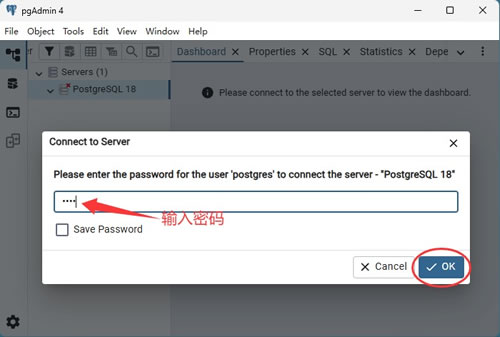 pgAdmin 4
File Object Tools Edit View Window Help
Dashboard Properties SQL Statistics Depe
Servers (1)
PostgreSQL 18
Please connect to the selected server to view the dashboard.
Connect to Server
Please enter the password for the user 'postgres' to connect the server - "PostgreSQL 18"
••••
输入密码
Save Password
Cancel OK